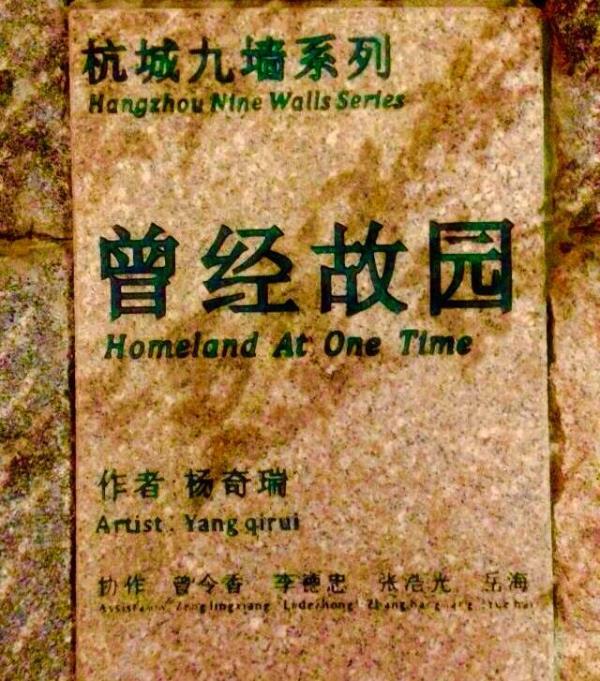 杭城九墙系列
Hangzhou Nine Walls Series
曾经故园
Homeland At One Time
作者 杨奇瑞
Artist : Yang qirui
协作 曾令香 李德忠 张浩光 岳海
Zenglingxiang